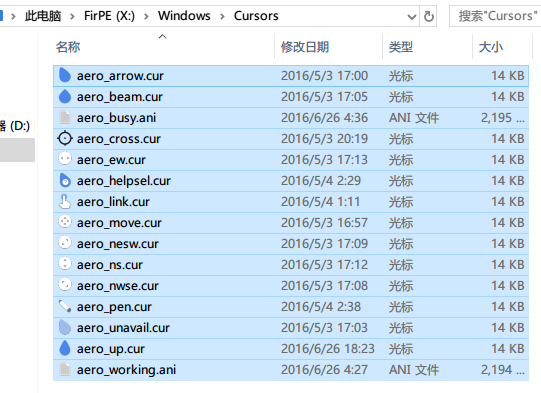 此电脑 > FirPE (X:) > Windows > Cursors 搜索"Cursors"
名称 修改日期 类型 大小
aero_arrow.cur 2016/5/3 17:00 光标 14 KB
aero_beam.cur 2016/5/3 17:05 光标 14 KB
aero_busy.ani 2016/6/26 4:36 ANI 文件 2,195 ...
aero_cross.cur 2016/5/3 20:19 光标 14 KB
aero_ew.cur 2016/5/3 17:13 光标 14 KB
aero_helpsel.cur 2016/5/4 2:29 光标 14 KB
aero_link.cur 2016/5/4 1:11 光标 14 KB
aero_move.cur 2016/5/3 16:57 光标 14 KB
aero_nesw.cur 2016/5/3 17:09 光标 14 KB
aero_ns.cur 2016/5/3 17:12 光标 14 KB
aero_nwse.cur 2016/5/3 17:08 光标 14 KB
aero_pen.cur 2016/5/4 2:38 光标 14 KB
aero_unavail.cur 2016/5/3 17:03 光标 14 KB
aero_up.cur 2016/6/26 18:23 光标 14 KB
aero_working.ani 2016/6/26 4:27 ANI 文件 2,194 ...
(D:)